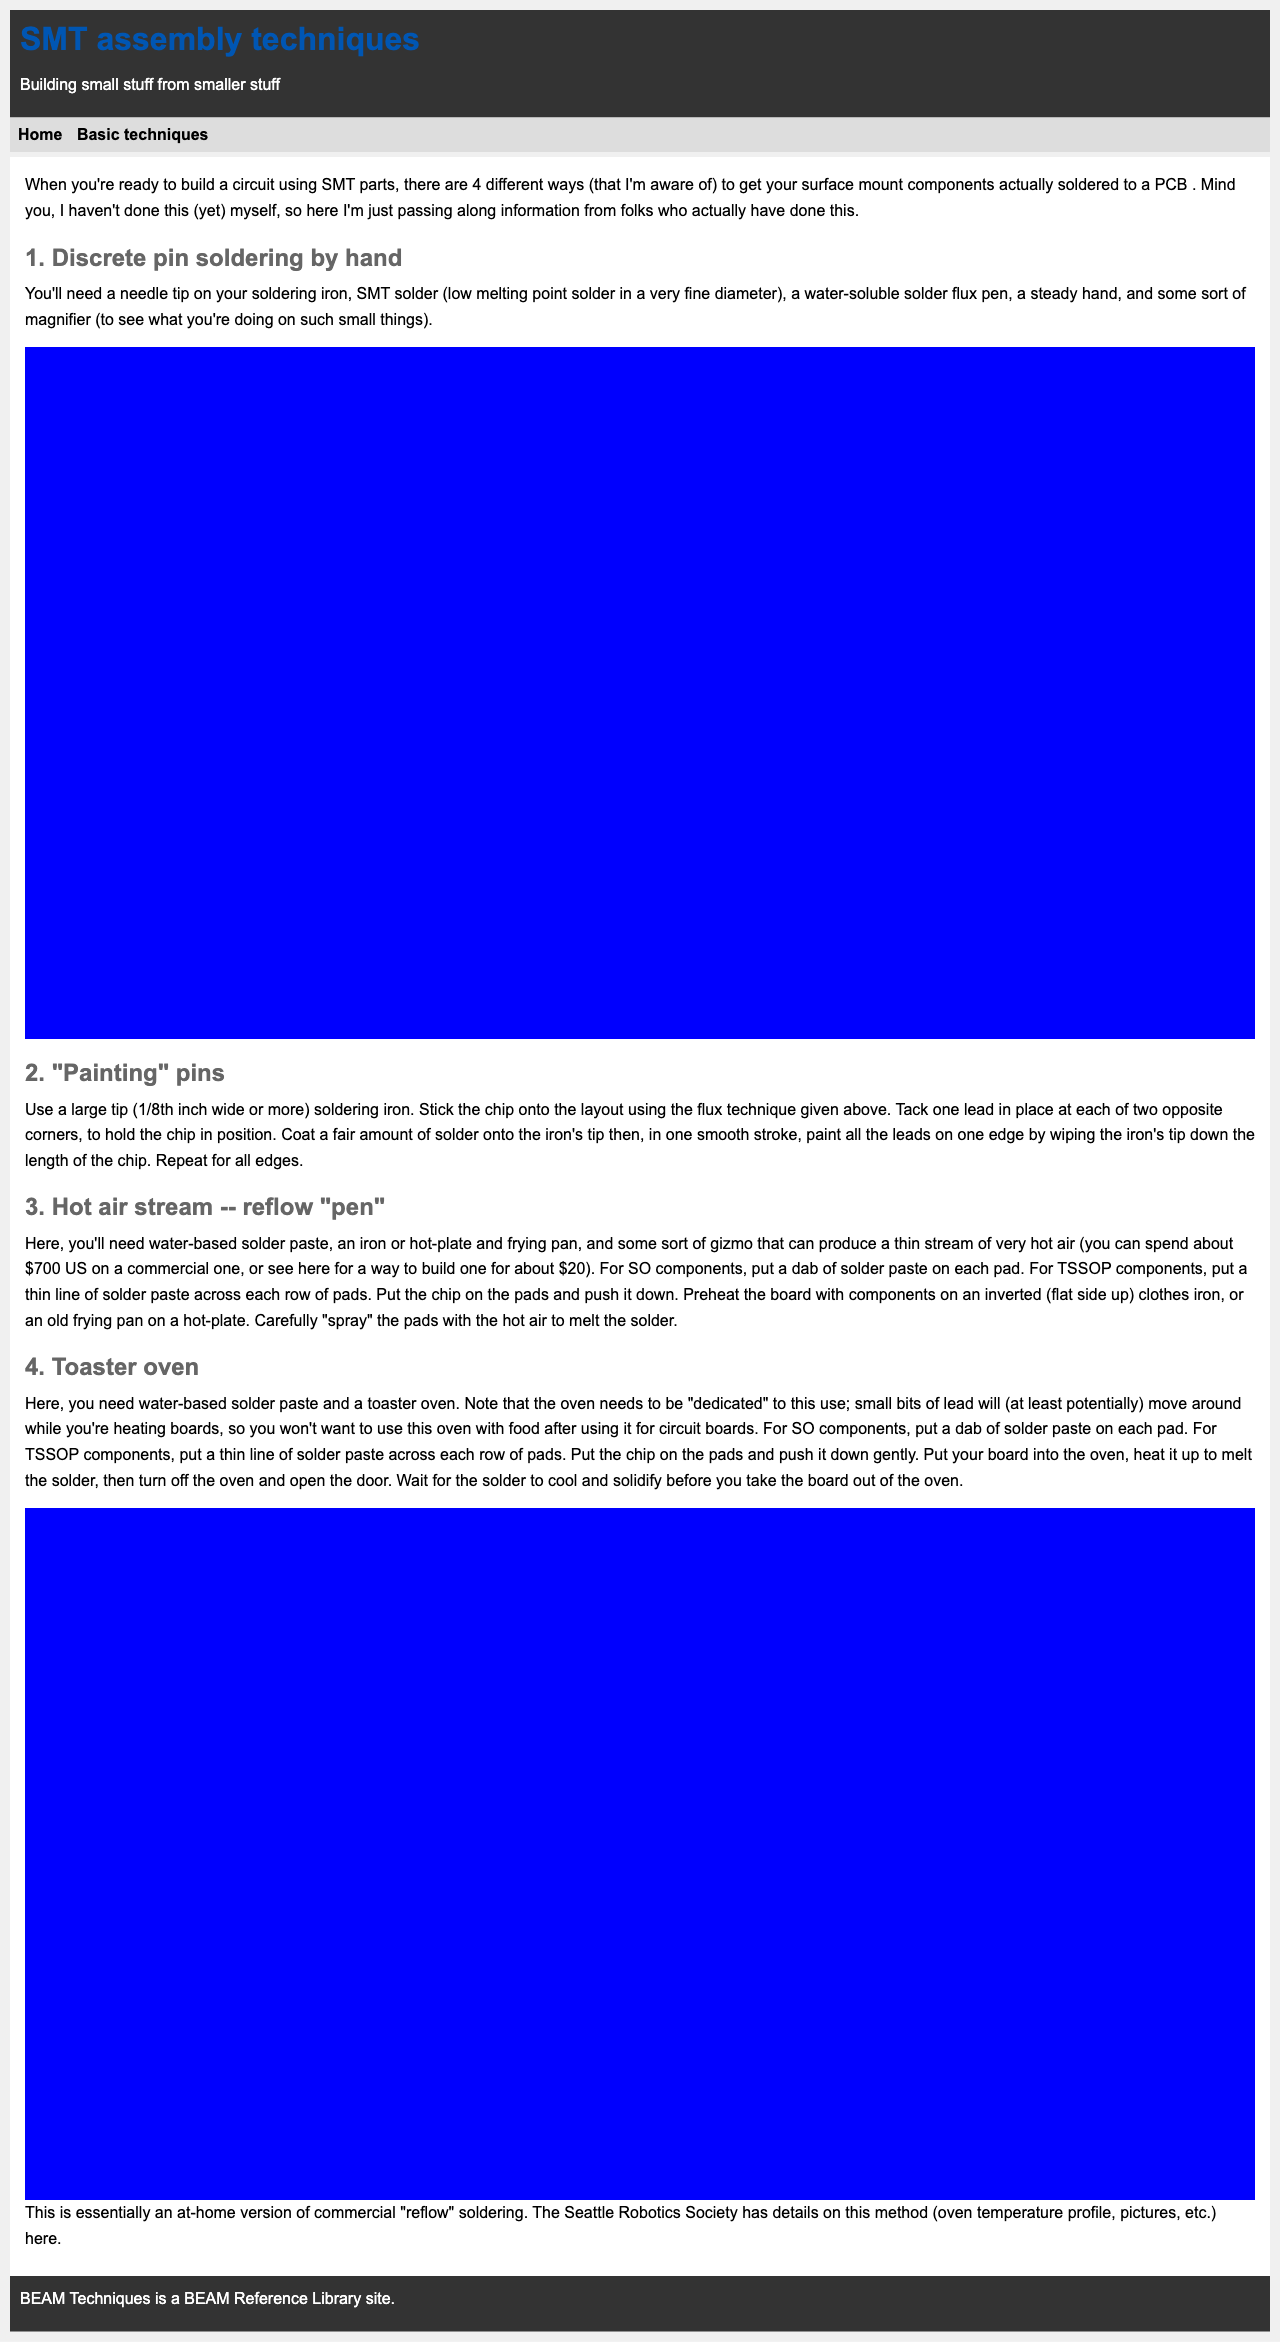 SMT assembly techniques
Building small stuff from smaller stuff
Home Basic techniques
When you're ready to build a circuit using SMT parts, there are 4 different ways (that I'm aware of) to get your surface mount components actually soldered to a PCB . Mind
you, I haven't done this (yet) myself, so here I'm just passing along information from folks who actually have done this.
1. Discrete pin soldering by hand
You'll need a needle tip on your soldering iron, SMT solder (low melting point solder in a very fine diameter), a water-soluble solder flux pen, a steady hand, and some sort of
magnifier (to see what you're doing on such small things).
2. "Painting" pins
Use a large tip (1/8th inch wide or more) soldering iron. Stick the chip onto the layout using the flux technique given above. Tack one lead in place at each of two opposite
corners, to hold the chip in position. Coat a fair amount of solder onto the iron's tip then, in one smooth stroke, paint all the leads on one edge by wiping the iron's tip down the
length of the chip. Repeat for all edges.
3. Hot air stream -- reflow "pen"
Here, you'll need water-based solder paste, an iron or hot-plate and frying pan, and some sort of gizmo that can produce a thin stream of very hot air (you can spend about
$700 US on a commercial one, or see here for a way to build one for about $20). For SO components, put a dab of solder paste on each pad. For TSSOP components, put a
thin line of solder paste across each row of pads. Put the chip on the pads and push it down. Preheat the board with components on an inverted (flat side up) clothes iron, or
an old frying pan on a hot-plate. Carefully "spray" the pads with the hot air to melt the solder.
4. Toaster oven
Here, you need water-based solder paste and a toaster oven. Note that the oven needs to be "dedicated" to this use; small bits of lead will (at least potentially) move around
while you're heating boards, so you won't want to use this oven with food after using it for circuit boards. For SO components, put a dab of solder paste on each pad. For
TSSOP components, put a thin line of solder paste across each row of pads. Put the chip on the pads and push it down gently. Put your board into the oven, heat it up to melt
the solder, then turn off the oven and open the door. Wait for the solder to cool and solidify before you take the board out of the oven.
This is essentially an at-home version of commercial "reflow" soldering. The Seattle Robotics Society has details on this method (oven temperature profile, pictures, etc.)
here.
BEAM Techniques is a BEAM Reference Library site.